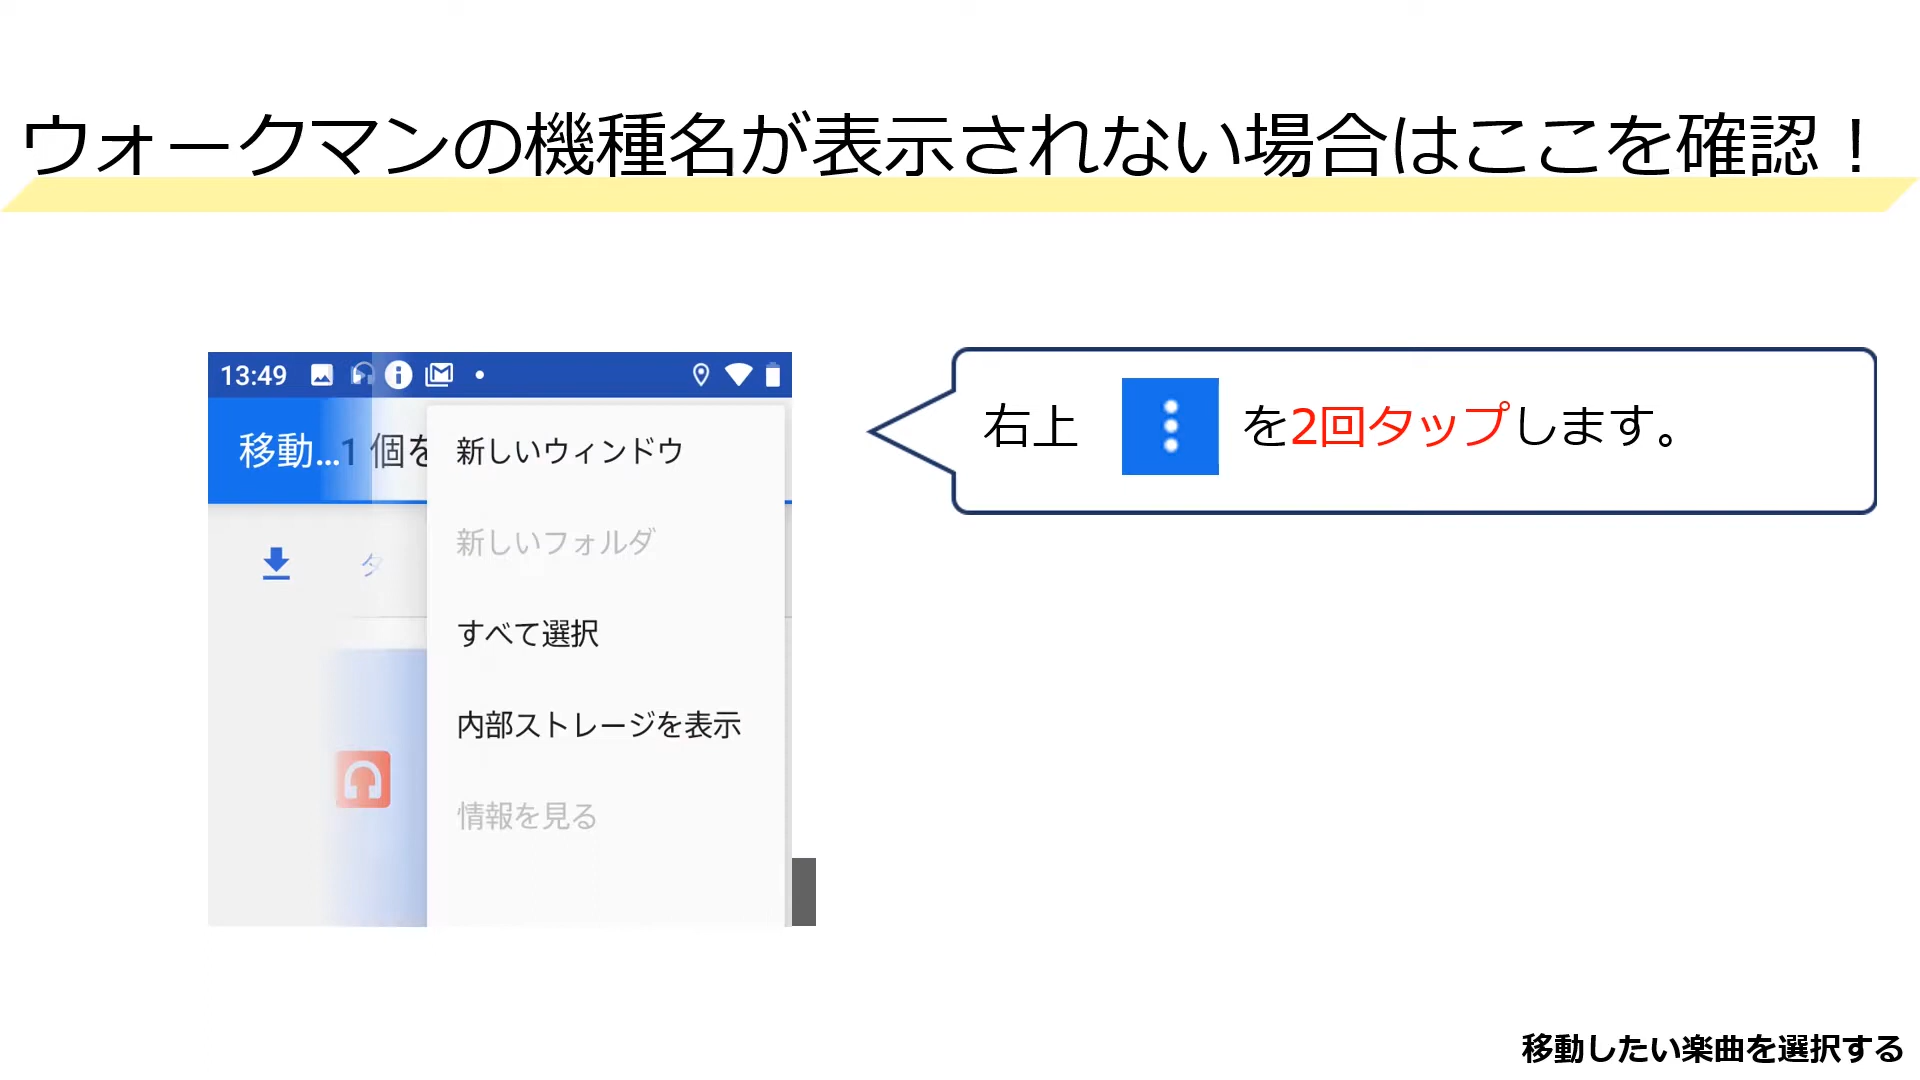 ウォークマンの機種名が表示されない場合はここを確認！
13:49
移動...1 個を
新しいウィンドウ
新しいフォルダ
タ
すべて選択
内部ストレージを表示
情報を見る
右上 を2回タップします。
移動したい楽曲を選択する